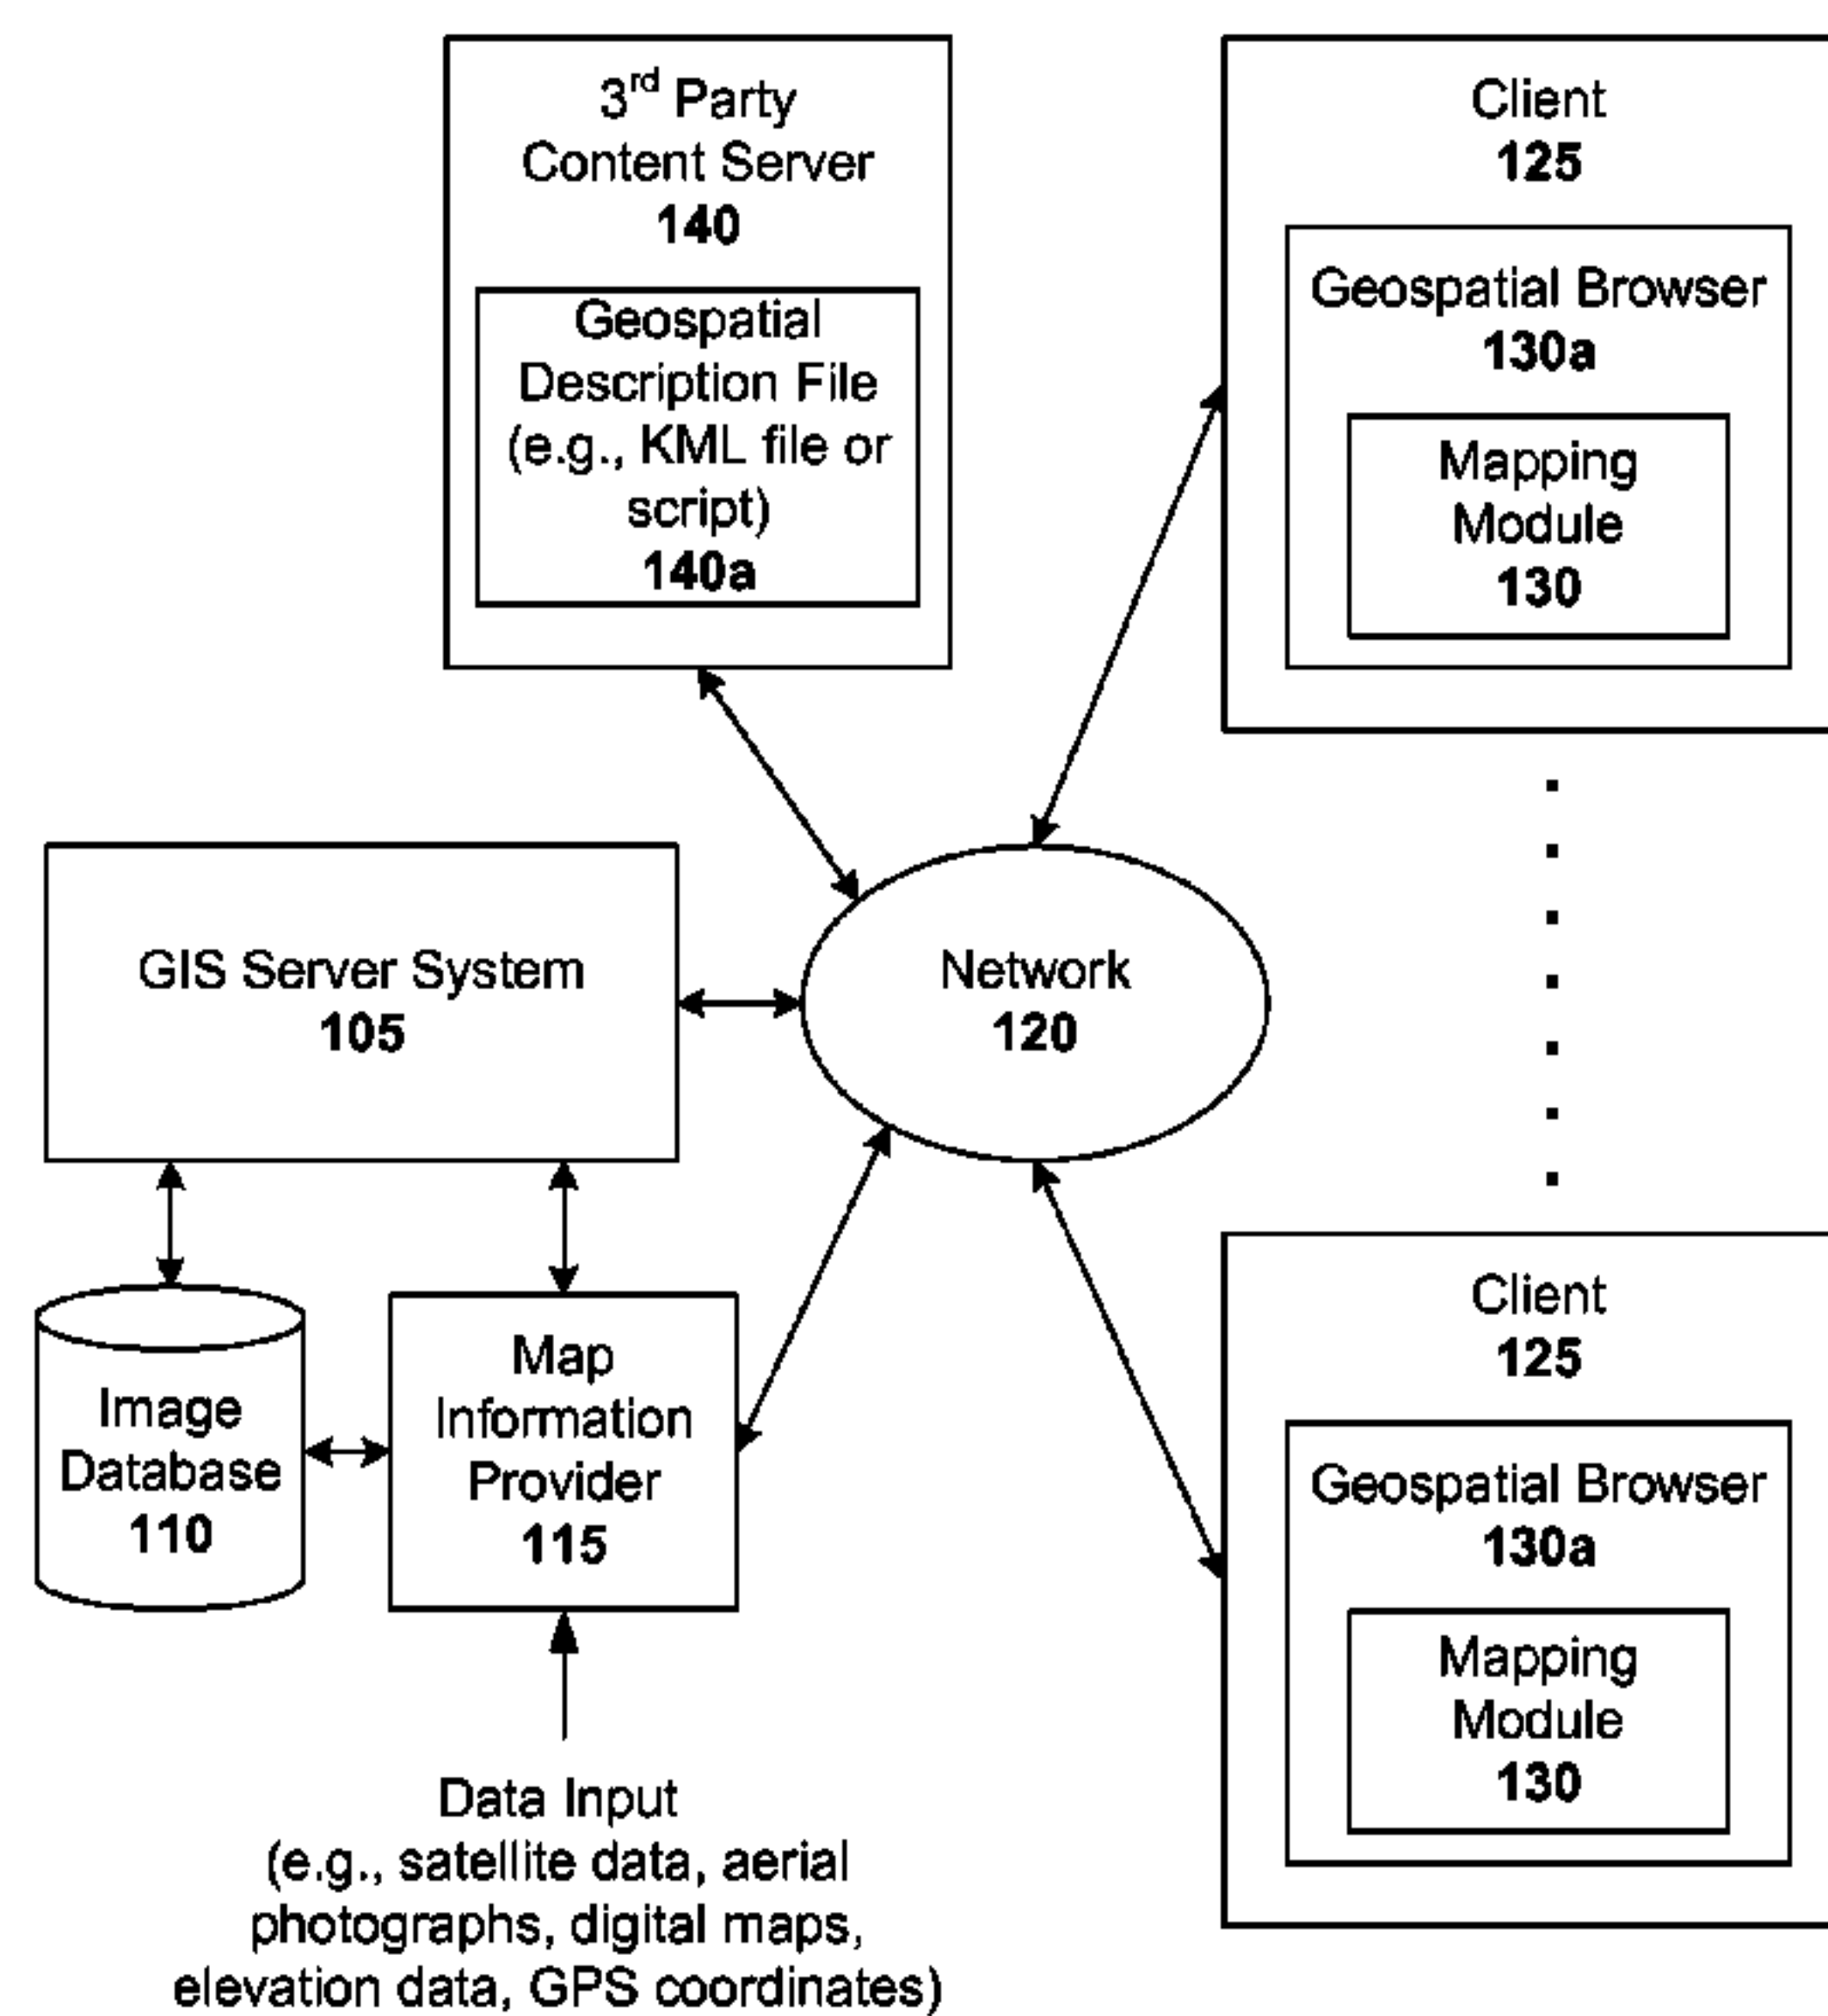 3rd Party
Content Server
140
Geospatial
Description File
(e.g., KML file or
script)
140a
Client
125
Geospatial Browser
130a
Mapping
Module
130
GIS Server System
105
Network
120
Image
Database
110
Map
Information
Provider
115
Client
125
Geospatial Browser
130a
Mapping
Module
130
Data Input
(e.g., satellite data, aerial
photographs, digital maps,
elevation data, GPS coordinates)